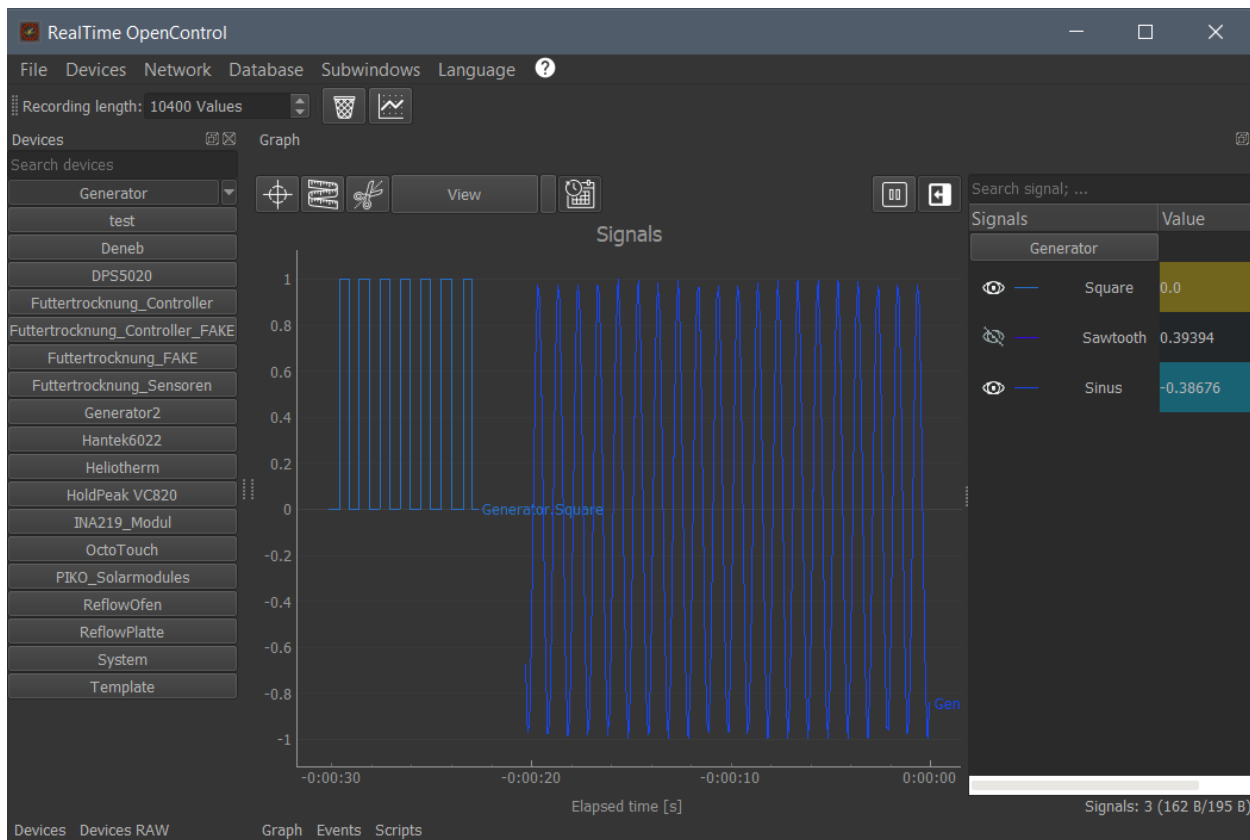 RealTime OpenControl
File Devices Network Database Subwindows Language ?
Recording length: 10400 Values
Devices
Search devices
Generator
test
Deneb
DPS5020
Futtertrocknung_Controller
Futtertrocknung_Controller_FAKE
Futtertrocknung_FAKE
Futtertrocknung_Sensoren
Generator2
Hantek6022
Heliotherm
HoldPeak VC820
INA219_Modul
OctoTouch
PIKO_Solarmodules
ReflowOfen
ReflowPlatte
System
Template
Devices Devices RAW
Graph
View
Signals
1
0.8
0.6
0.4
0.2
0
-0.2
-0.4
-0.6
-0.8
-1
Generator.Square
Gen
-0:00:30 -0:00:20 -0:00:10 0:00:00
Elapsed time [s]
Graph Events Scripts
Search signal; ...
Signals Value
Generator
Square 0.0
Sawtooth 0.39394
Sinus -0.38676
Signals: 3 (162 B/195 B)